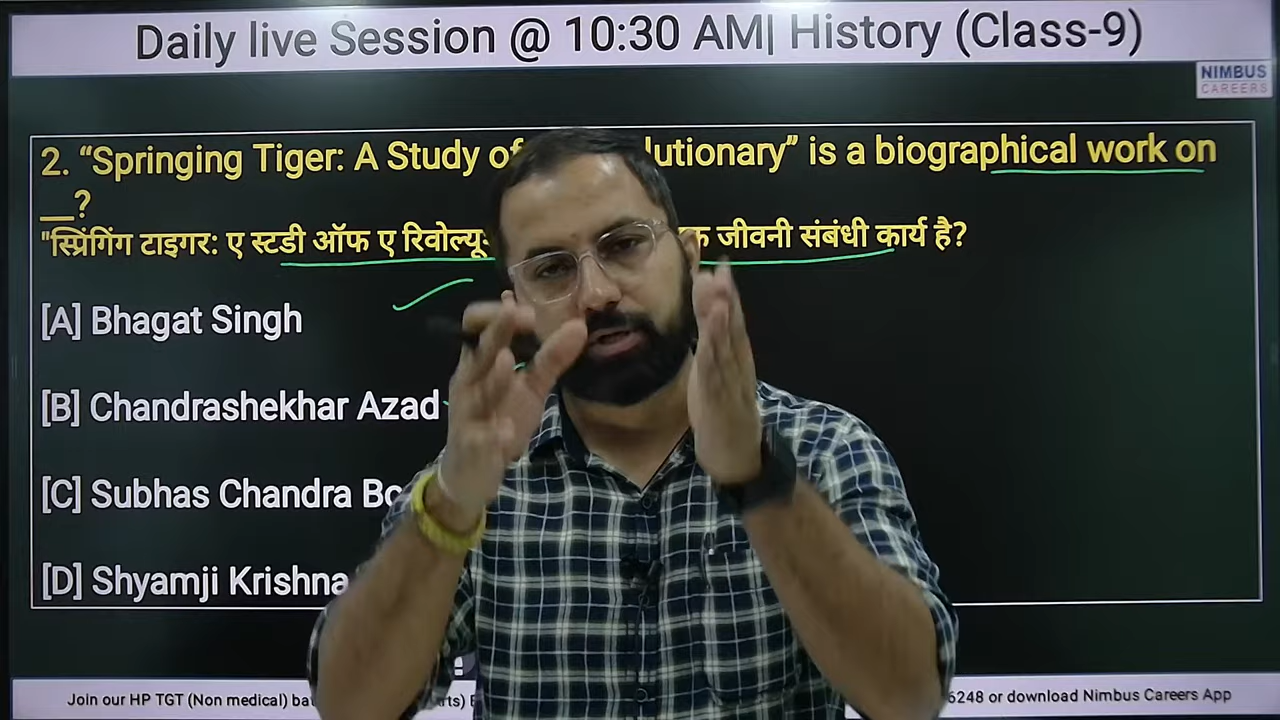 Daily live Session @ 10:30 AM| History (Class-9)
NIMBUS
CAREERS
2. “Springing Tiger: A Study of lutionary” is a biographical work on
__?
"स्प्रिंगिंग टाइगर: ए स्टडी ऑफ ए रिवोल्यू क जीवनी संबंधी कार्य है?
[A] Bhagat Singh
[B] Chandrashekhar Azad
[C] Subhas Chandra Bo
[D] Shyamji Krishna
Join our HP TGT (Non medical) bat rts) 6248 or download Nimbus Careers App